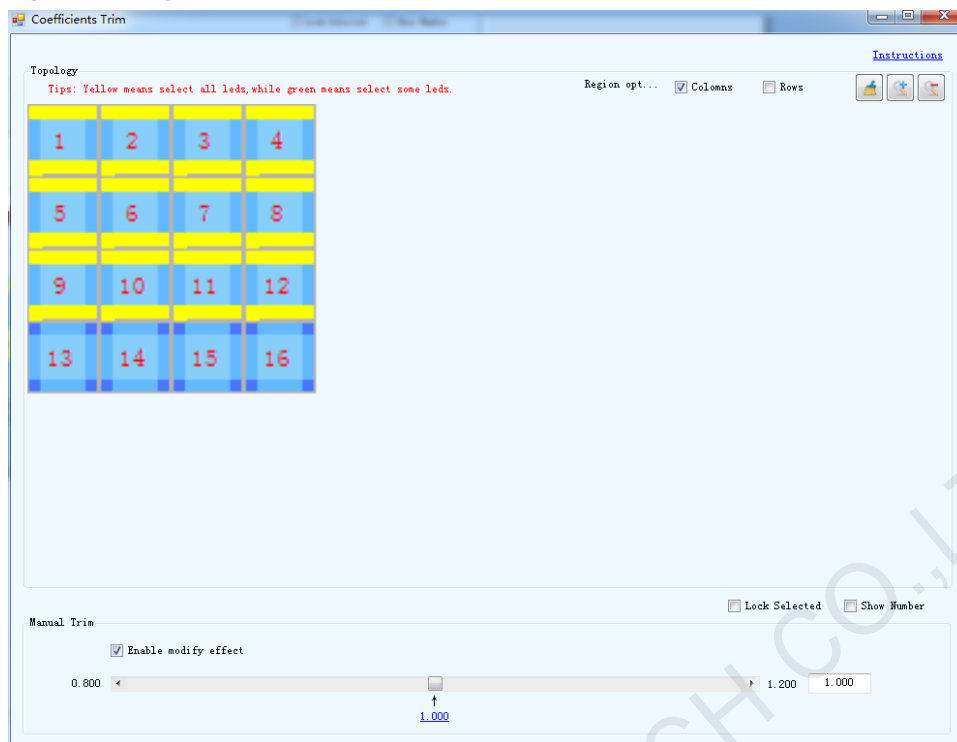 Coefficients Trim
Instructions
Topology
Tips: Yellow means select all leds,while green means select some leds.
Region opt... Colomns Rows
1 2 3 4
5 6 7 8
9 10 11 12
13 14 15 16
Lock Selected Show Number
Manual Trim
Enable modify effect
0.800 1.200 1.000
1.000
CH CO.,L